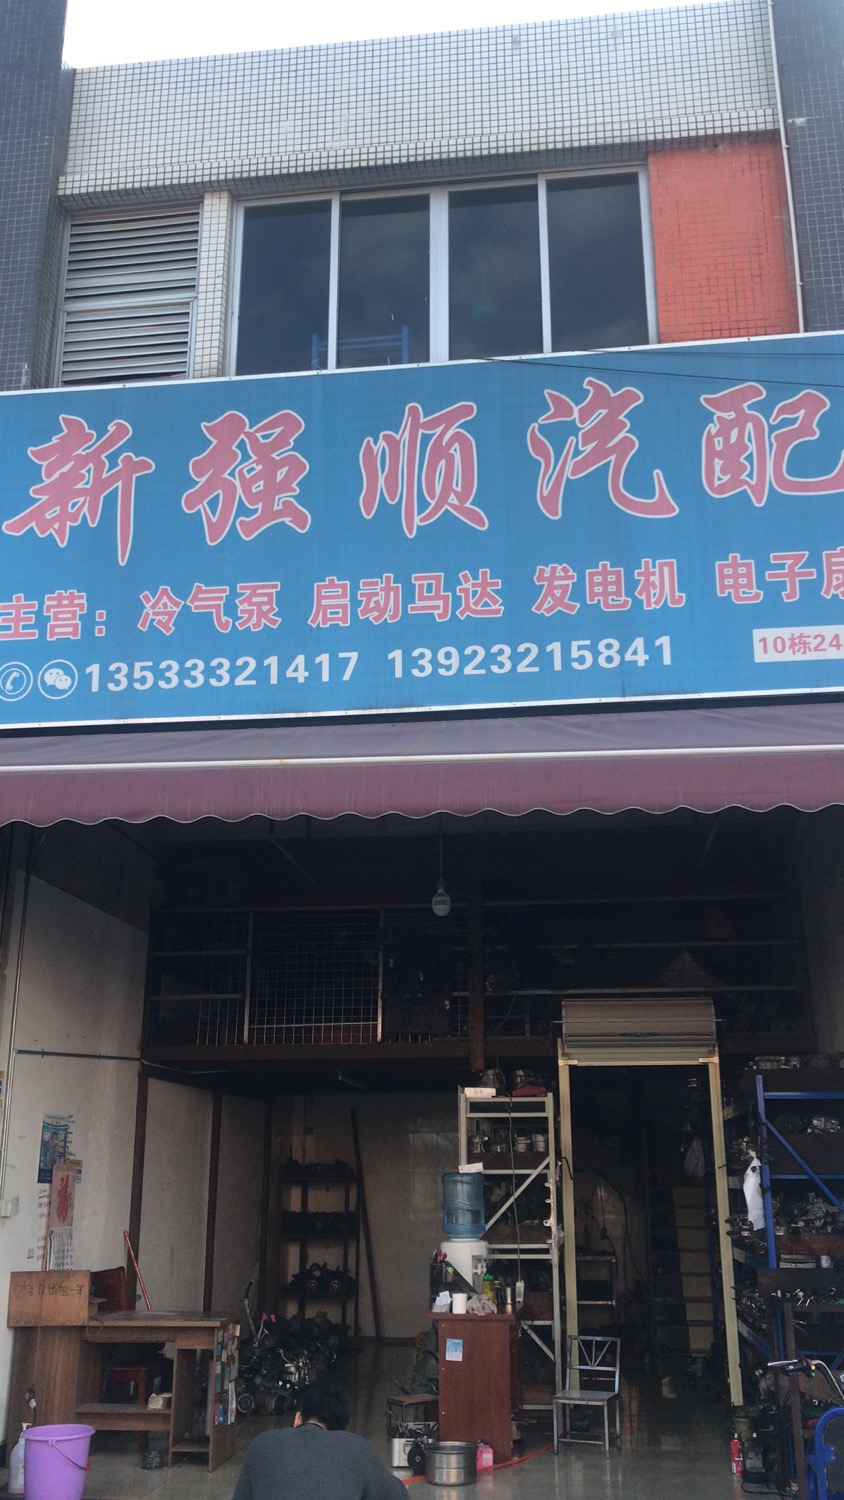 新强顺汽配
主营：冷气泵 启动马达 发电机 电子扇
13533321417 13923215841
10栋24